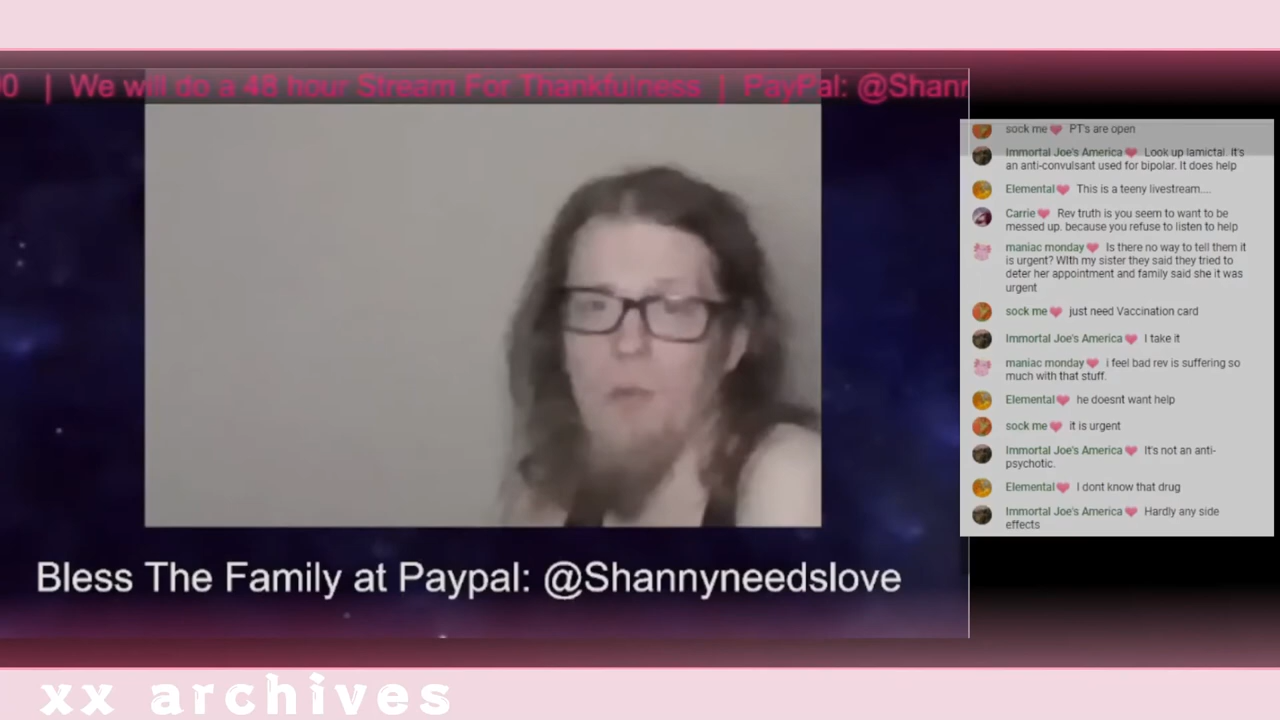 00 | We will do a 48 hour Stream For Thankfulness | PayPal: @Shann
sock me PT's are open
Immortal Joe's America Look up lamictal. It's
an anti-convulsant used for bipolar. It does help
Elemental This is a teeny livestream....
Carrie Rev truth is you seem to want to be
messed up. because you refuse to listen to help
maniac monday Is there no way to tell them it
is urgent? With my sister they said they tried to
deter her appointment and family said she it was
urgent
sock me just need Vaccination card
Immortal Joe's America I take it
maniac monday i feel bad rev is suffering so
much with that stuff.
Elemental he doesnt want help
sock me it is urgent
Immortal Joe's America It's not an anti-
psychotic.
Elemental I dont know that drug
Immortal Joe's America Hardly any side
effects
Bless The Family at Paypal: @Shannyneedslove
xx archives